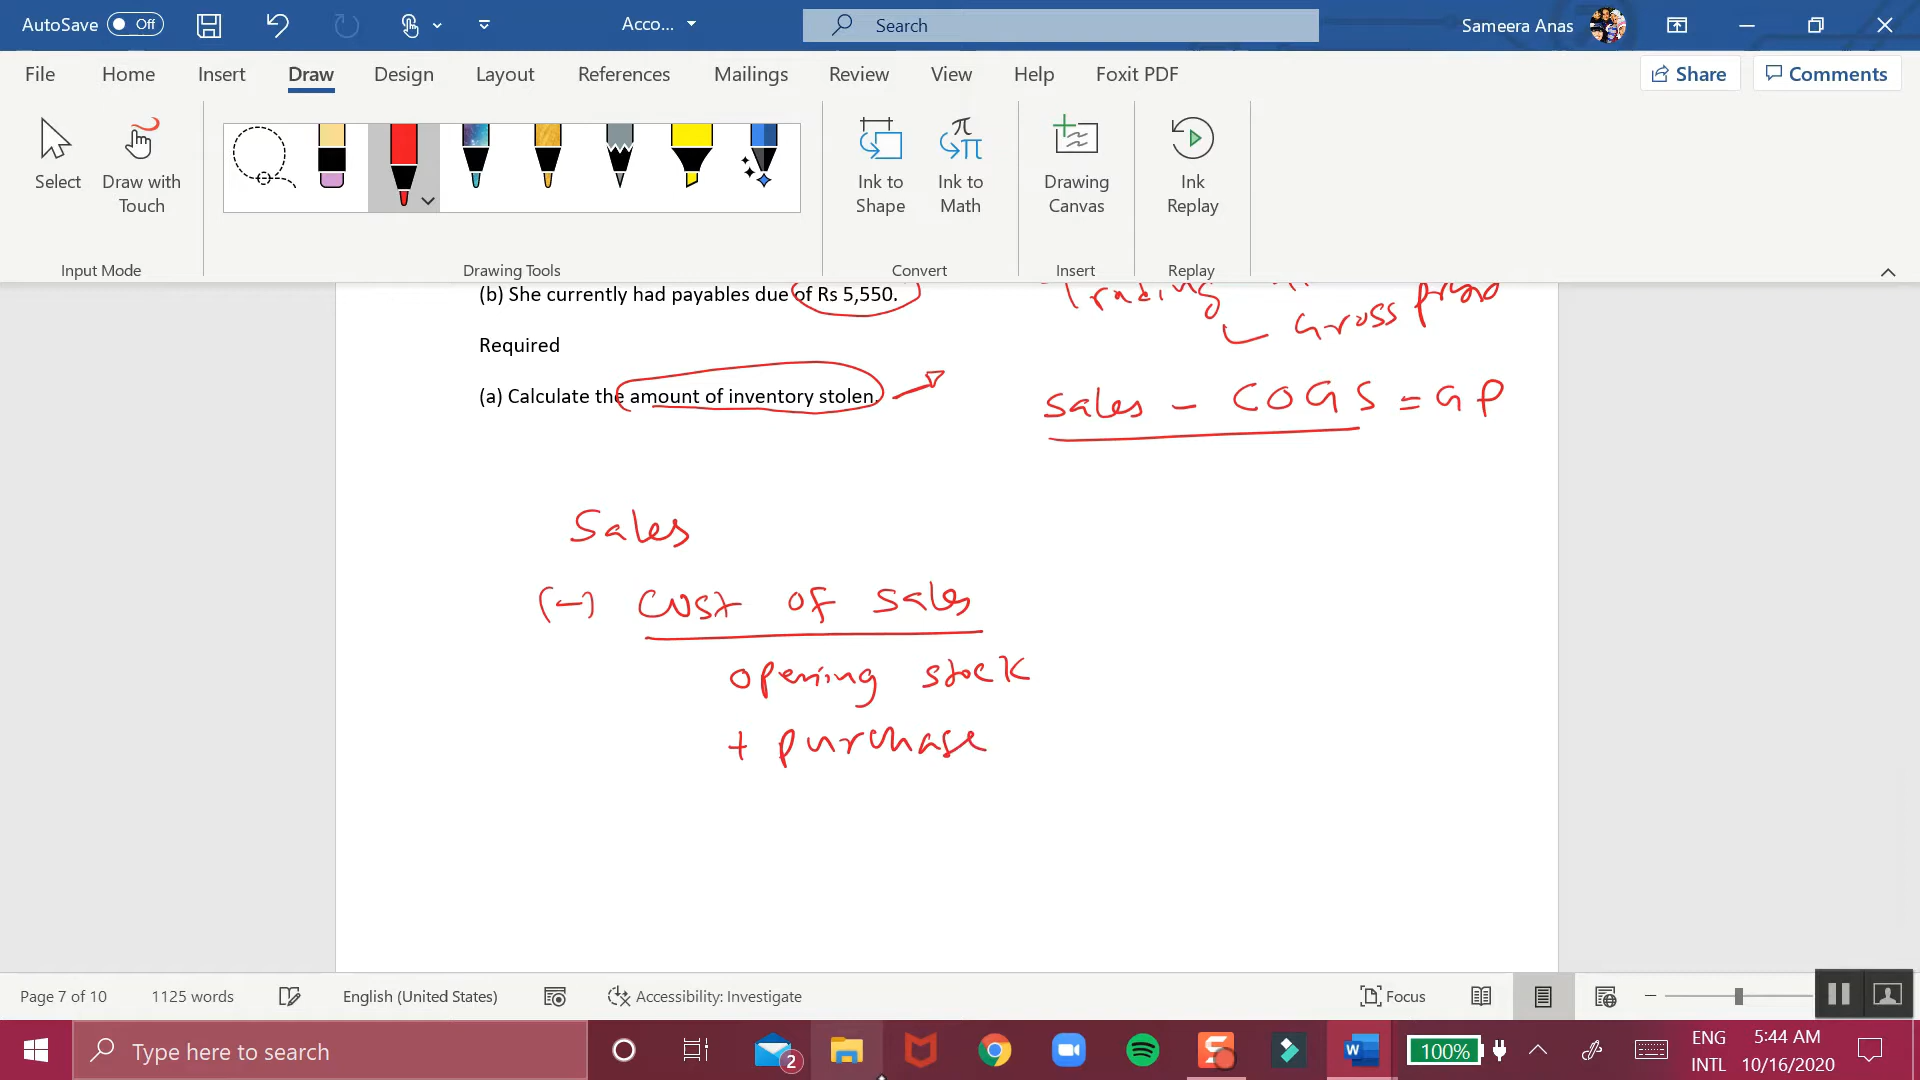 AutoSave Off Acco... Search Sameera Anas
File Home Insert Draw Design Layout References Mailings Review View Help Foxit PDF Share Comments
Select Draw with Touch Ink to Shape Ink to Math Drawing Canvas Ink Replay
Input Mode Drawing Tools Convert Insert Replay
(b) She currently had payables due of Rs 5,550.
Trading
Gross
Required
(a) Calculate the amount of inventory stolen.
Sales - COGS = GP
Sales
(-) Cost of sales
opening stock
+ purchase
Page 7 of 10 1125 words English (United States) Accessibility: Investigate Focus
Type here to search 2 100% ENG 5:44 AM
INTL 10/16/2020